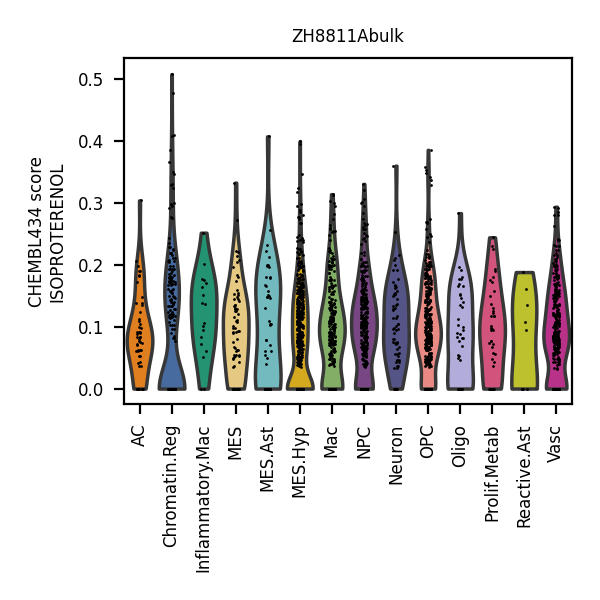 ZH8811Abulk
CHEMBL434 score
ISOPROTERENOL
0.5
0.4
0.3
0.2
0.1
0.0
AC
Chromatin.Reg
Inflammatory.Mac
MES
MES.Ast
MES.Hyp
Mac
NPC
Neuron
OPC
Oligo
Prolif.Metab
Reactive.Ast
Vasc